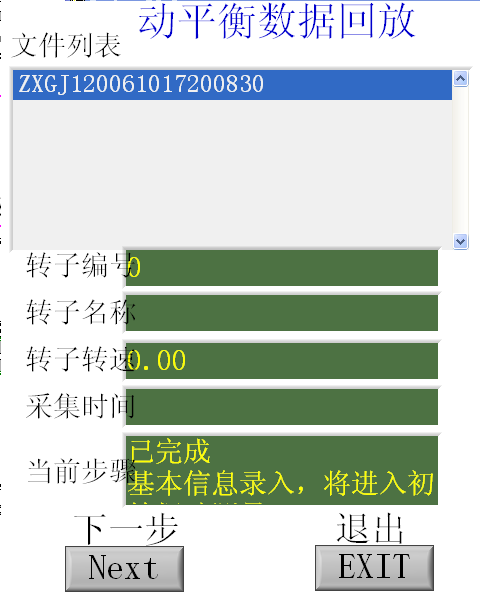 动平衡数据回放
文件列表
ZXGJ120061017200830
转子编号 0
转子名称
转子转速 0.00
采集时间
当前步骤 已完成
基本信息录入，将进入初
下一步 退出
Next EXIT